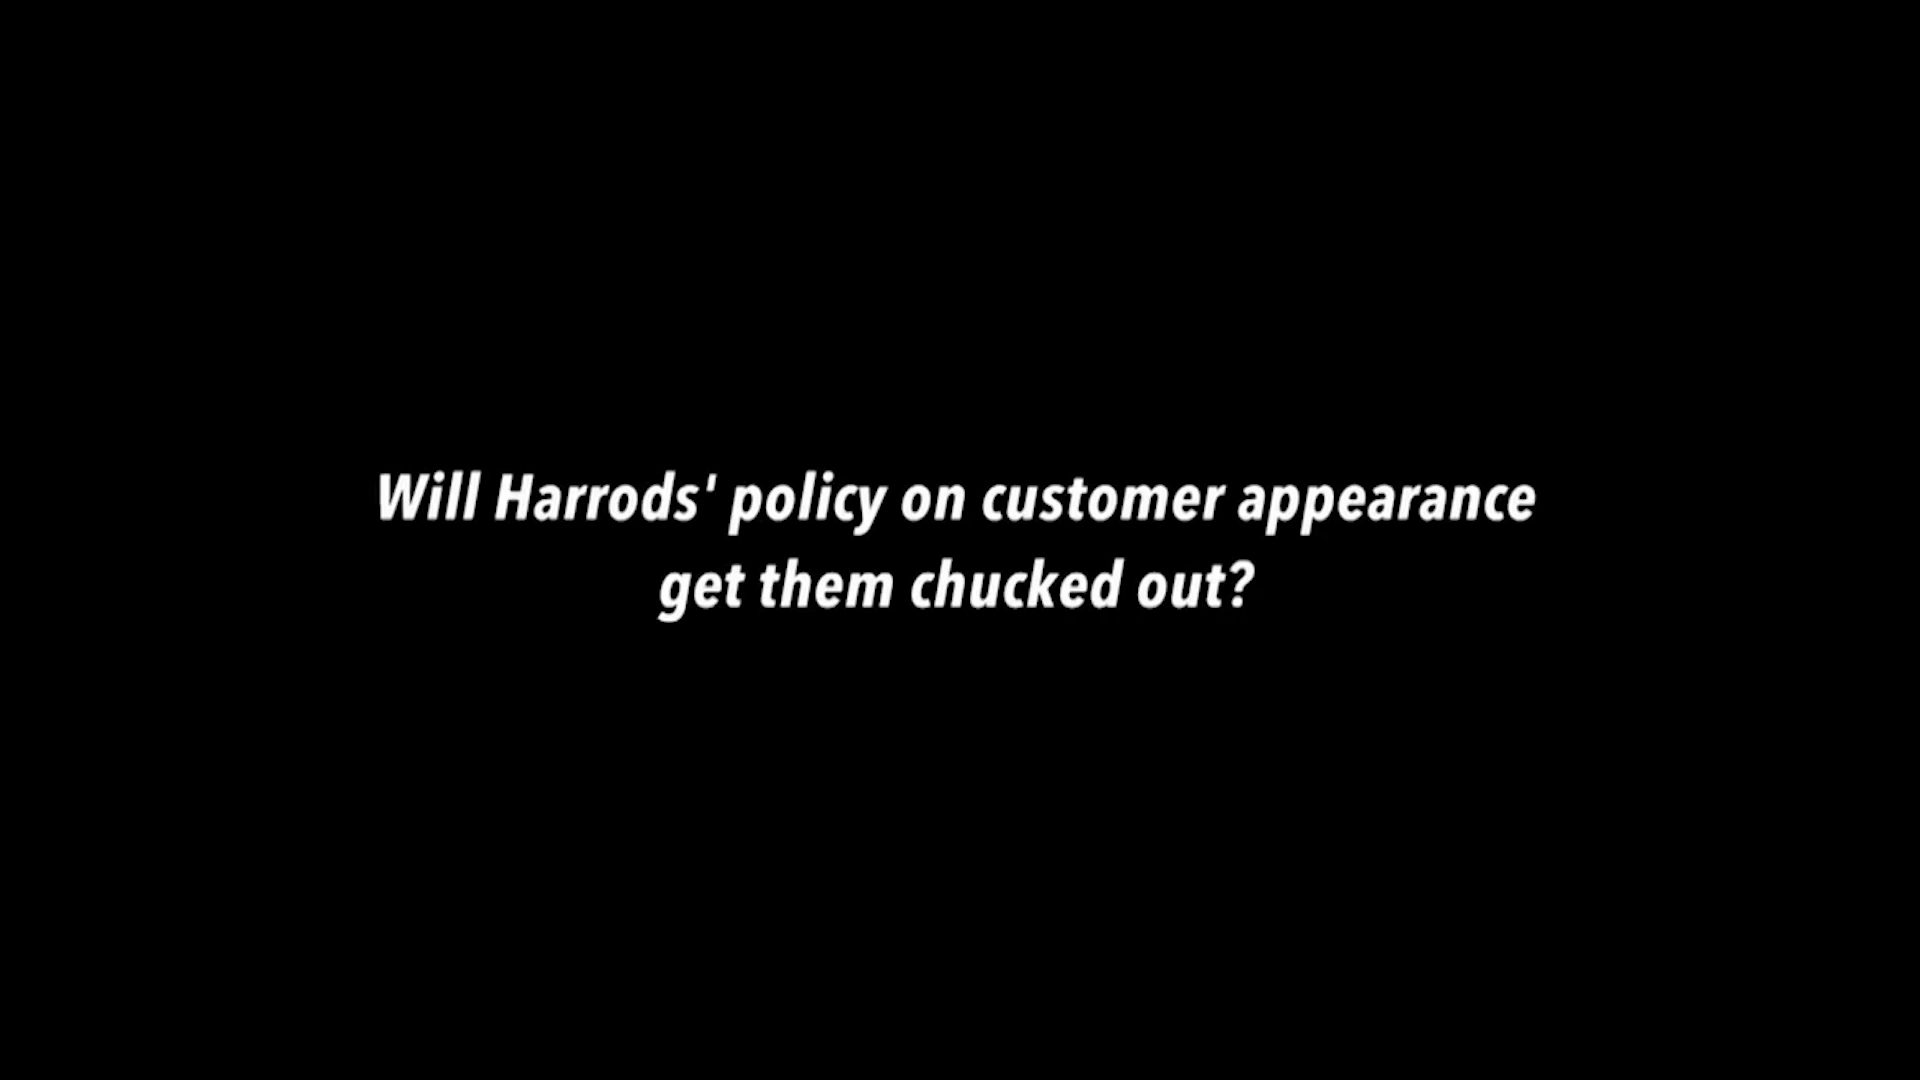 Will Harrods' policy on customer appearance
get them chucked out?